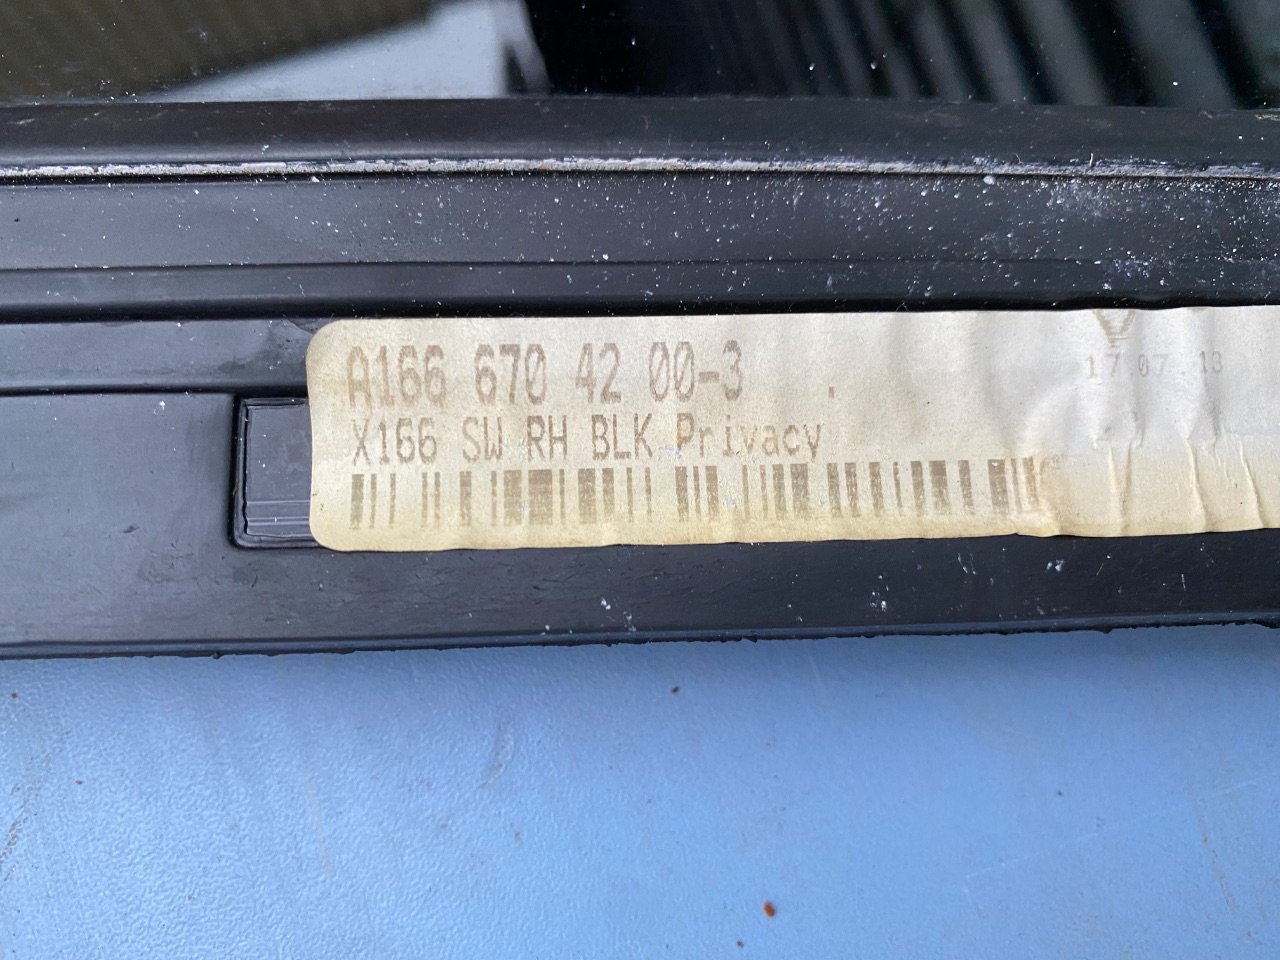 A166 670 42 00-3
17 07 13
X166 SW RH BLK Privacy